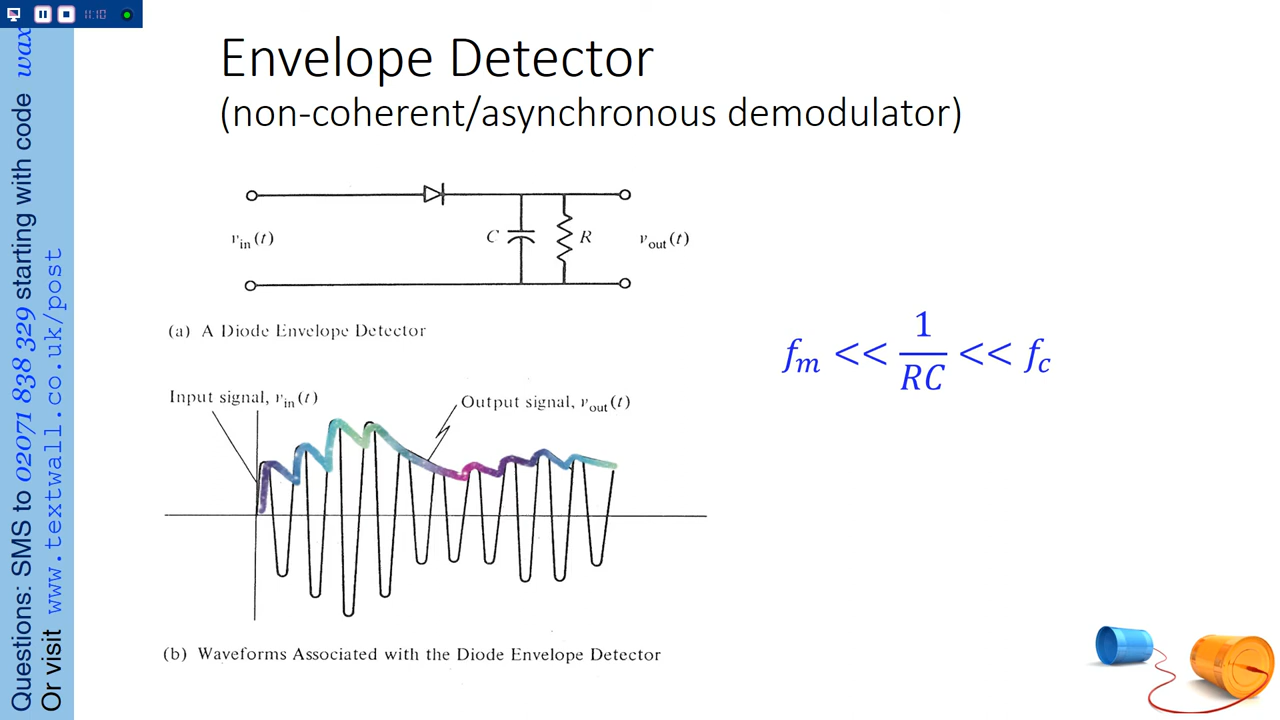 11:10
Questions: SMS to 02071 838 329 starting with code wax
Or visit www.textwall.co.uk/post
Envelope Detector
(non-coherent/asynchronous demodulator)
v_in (t)
C
R
v_out (t)
(a) A Diode Envelope Detector
f_m << 1/RC << f_c
Input signal, v_in (t)
Output signal, v_out (t)
(b) Waveforms Associated with the Diode Envelope Detector